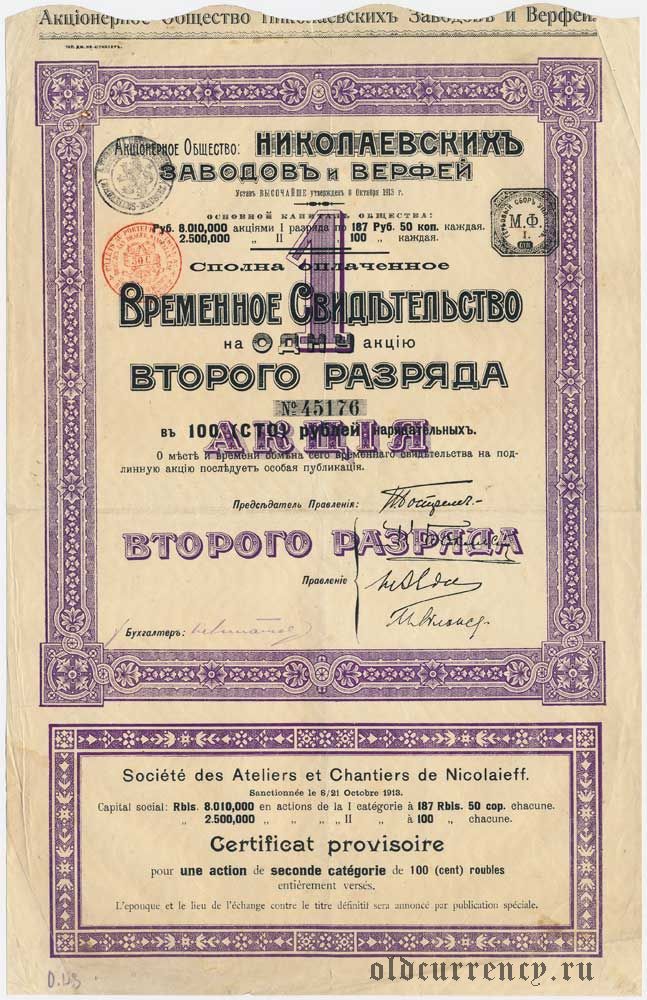 Акціонерное Общество Николаевскихъ Заводовъ и Верфей.
Акціонерное Общество: НИКОЛАЕВСКИХЪ
ЗАВОДОВЪ и ВЕРФЕЙ
Уставъ ВЫСОЧАЙШЕ утвержденъ 8 Октября 1913 г.
ОСНОВНОЙ КАПИТАЛЪ ОБЩЕСТВА:
Руб. 8.010,000 акціями I разряда по 187 Руб. 50 коп. каждая.
„ 2.500,000 „ II „ „ 100 „ каждая.
М.Ф.
1.
Сполна оплаченное
1
Временное Свидѣтельство
на ОДНУ акцію
ВТОРОГО РАЗРЯДА
№ 45176
въ 100 (СТО) рублей нарицательныхъ.
АКЦІЯ
О мѣстѣ и времени обмѣна сего временнаго свидѣтельства на под-
линную акцію послѣдуетъ особая публикація.
Предсѣдатель Правленія:
ВТОРОГО РАЗРЯДА
Правленіе
Бухгалтеръ:
Société des Ateliers et Chantiers de Nicolaieff.
Sanctionnée le 8/21 Octobre 1913.
Capital social: Rbls. 8.010,000 en actions de la I catégorie à 187 Rbls. 50 cop. chacune.
„ 2.500,000 „ „ „ II „ à 100 „ chacune.
Certificat provisoire
pour une action de seconde catégorie de 100 (cent) roubles
entièrement versés.
L'epouque et le lieu de l'échange contre le titre définitif sera annoncé par publication spéciale.
oldcurrency.ru